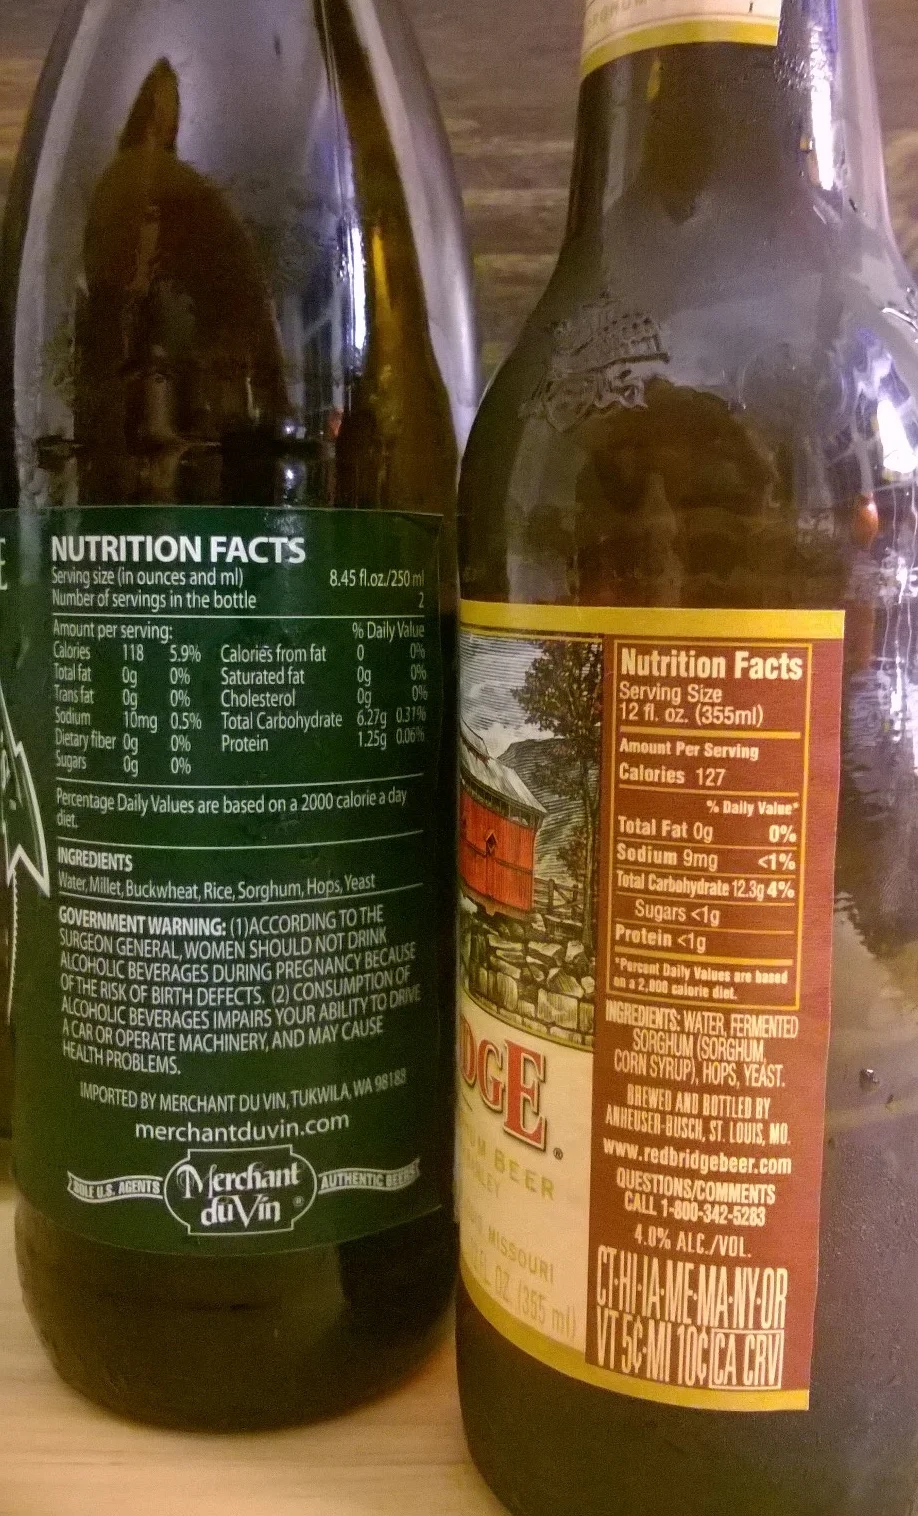 NUTRITION FACTS
Serving size (in ounces and ml) 8.45 fl.oz./250 ml
Number of servings in the bottle 2
Amount per serving: % Daily Value
Calories 118 5.9% Calories from fat 0 0%
Total fat 0g 0% Saturated fat 0g 0%
Trans fat 0g 0% Cholesterol 0g 0%
Sodium 10mg 0.5% Total Carbohydrate 6.27g 0.31%
Dietary fiber 0g 0% Protein 1.25g 0.06%
Sugars 0g 0%
Percentage Daily Values are based on a 2000 calorie a day
diet.
INGREDIENTS
Water, Millet, Buckwheat, Rice, Sorghum, Hops, Yeast
GOVERNMENT WARNING: (1)ACCORDING TO THE
SURGEON GENERAL, WOMEN SHOULD NOT DRINK
ALCOHOLIC BEVERAGES DURING PREGNANCY BECAUSE
OF THE RISK OF BIRTH DEFECTS. (2) CONSUMPTION OF
ALCOHOLIC BEVERAGES IMPAIRS YOUR ABILITY TO DRIVE
A CAR OR OPERATE MACHINERY, AND MAY CAUSE
HEALTH PROBLEMS.
IMPORTED BY MERCHANT DU VIN, TUKWILA, WA 98188
merchantduvin.com
SOLE U.S. AGENTS Merchant AUTHENTIC BEERS
du Vin ®
Nutrition Facts
Serving Size
12 fl. oz. (355ml)
Amount Per Serving
Calories 127
% Daily Value*
Total Fat 0g 0%
Sodium 9mg <1%
Total Carbohydrate 12.3g 4%
Sugars <1g
Protein <1g
*Percent Daily Values are based
on a 2,000 calorie diet.
INGREDIENTS: WATER, FERMENTED
SORGHUM (SORGHUM,
CORN SYRUP), HOPS, YEAST.
BREWED AND BOTTLED BY
ANHEUSER-BUSCH, ST. LOUIS, MO.
www.redbridgebeer.com
QUESTIONS/COMMENTS
CALL 1-800-342-5283
4.0% ALC./VOL.
CT·HI·IA·ME·MA·NY·OR
VT 5¢·MI 10¢|CA CRV
DGE ®
M BEER
MISSOURI
OZ. (355 ml)